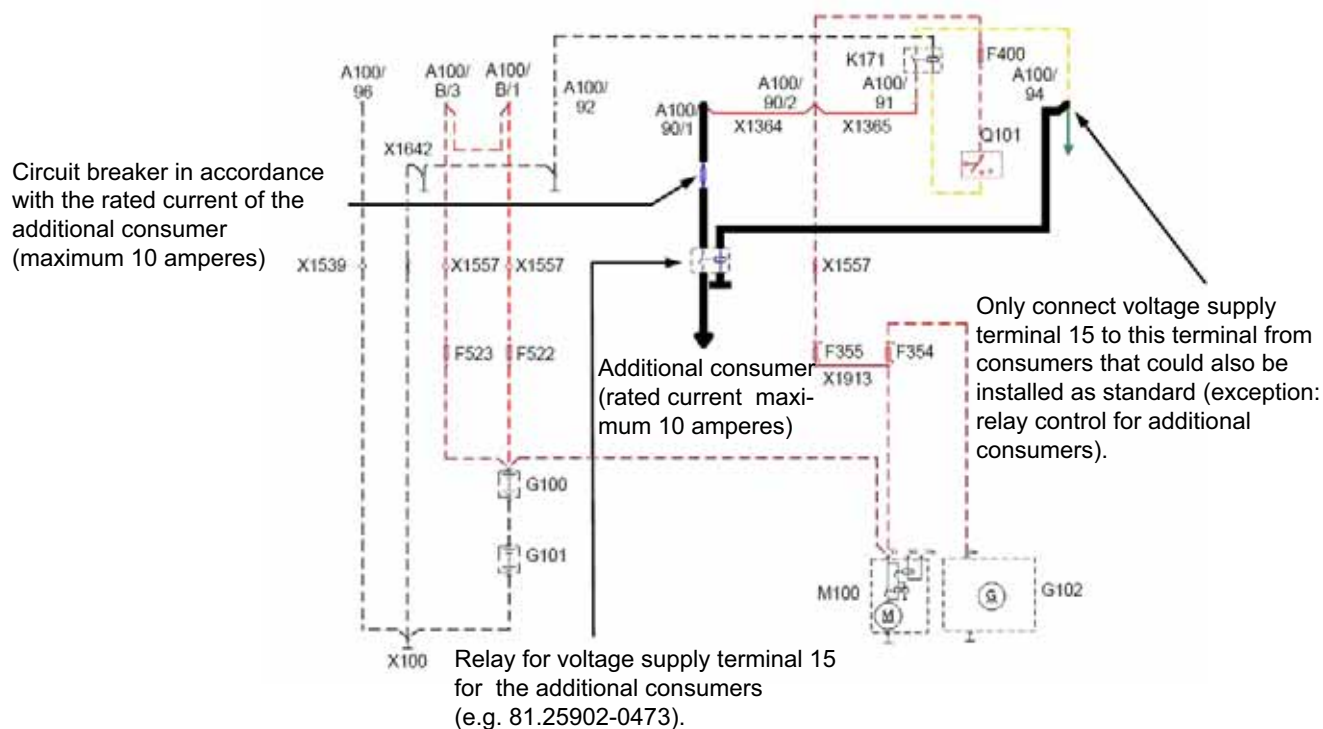 K171
F400
A100/
96
A100/
B/3
A100/
B/1
A100/
92
A100/
90/1
A100/
90/2
A100/
91
A100/
94
X1364
X1365
Q101
X1642
Circuit breaker in accordance
with the rated current of the
additional consumer
(maximum 10 amperes)
X1539
X1557
X1557
X1557
Only connect voltage supply
terminal 15 to this terminal from
consumers that could also be
installed as standard (exception:
relay control for additional
consumers).
F523
F522
F355
F354
X1913
Additional consumer
(rated current maxi-
mum 10 amperes)
G100
G101
M100
M
G
G102
X100
Relay for voltage supply terminal 15
for the additional consumers
(e.g. 81.25902-0473).